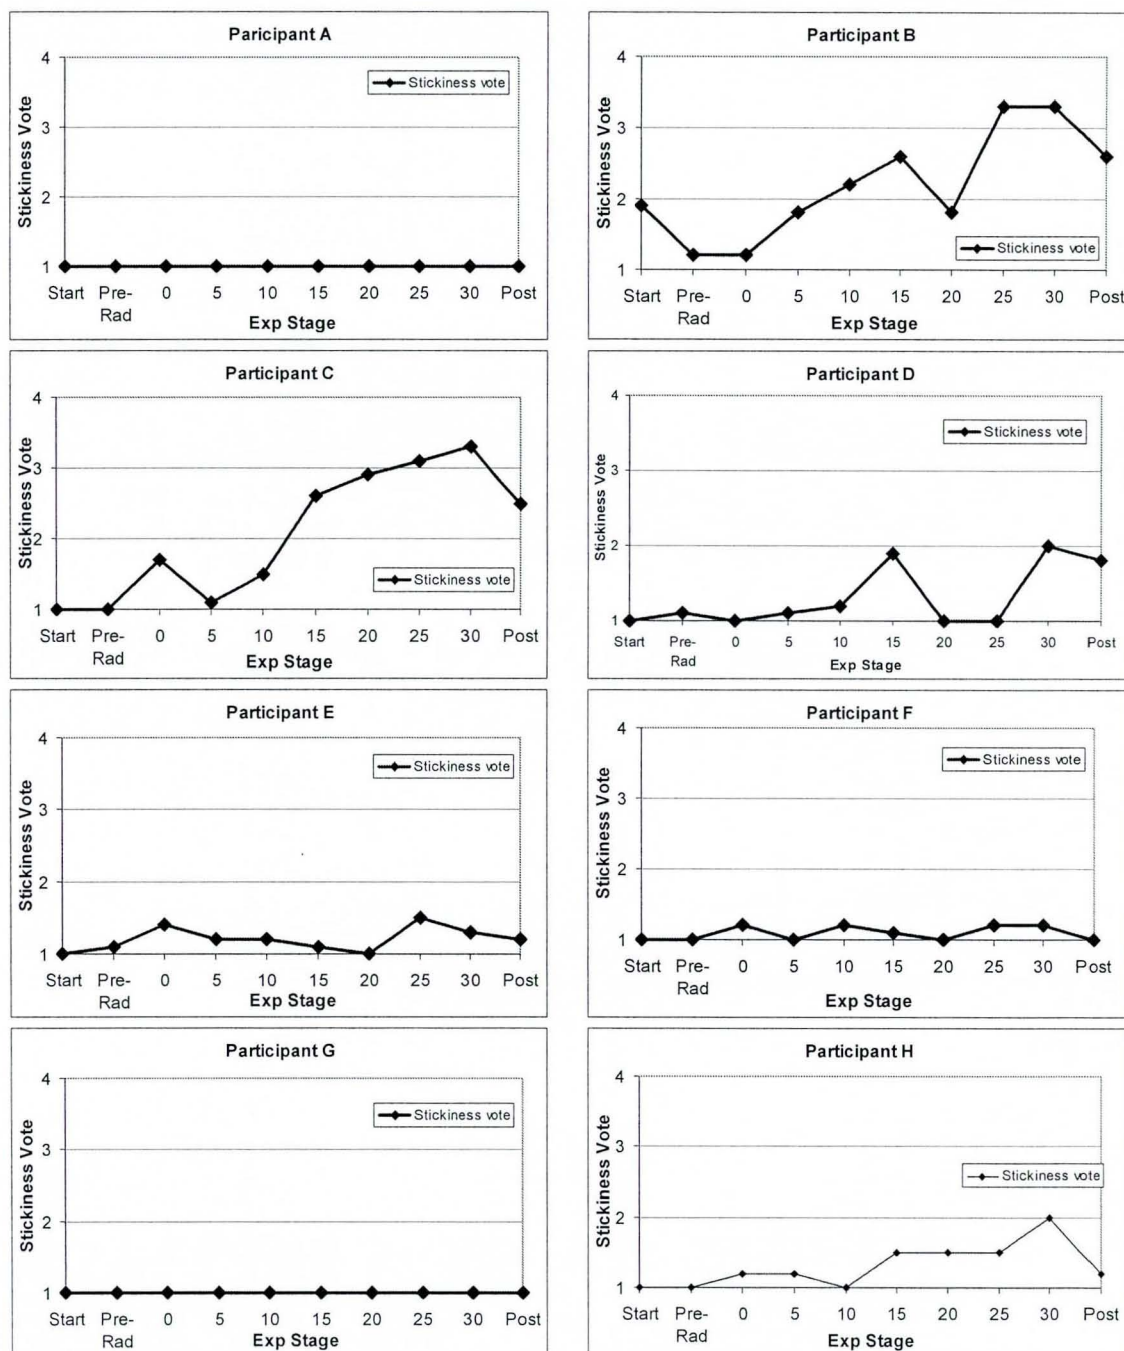 Paricipant A
4
3
2
1
Stickiness Vote
Stickiness vote
Start Pre-Rad 0 5 10 15 20 25 30 Post
Exp Stage
Participant B
4
3
2
1
Stickiness Vote
Stickiness vote
Start Pre-Rad 0 5 10 15 20 25 30 Post
Exp Stage
Participant C
4
3
2
1
Stickiness Vote
Stickiness vote
Start Pre-Rad 0 5 10 15 20 25 30 Post
Exp Stage
Participant D
4
3
2
1
Stickiness Vote
Stickiness vote
Start Pre-Rad 0 5 10 15 20 25 30 Post
Exp Stage
Participant E
4
3
2
1
Stickiness Vote
Stickiness vote
Start Pre-Rad 0 5 10 15 20 25 30 Post
Exp Stage
Participant F
4
3
2
1
Stickiness Vote
Stickiness vote
Start Pre-Rad 0 5 10 15 20 25 30 Post
Exp Stage
Participant G
4
3
2
1
Stickiness Vote
Stickiness vote
Start Pre-Rad 0 5 10 15 20 25 30 Post
Exp Stage
Participant H
4
3
2
1
Stickiness Vote
Stickiness vote
Start Pre-Rad 0 5 10 15 20 25 30 Post
Exp Stage